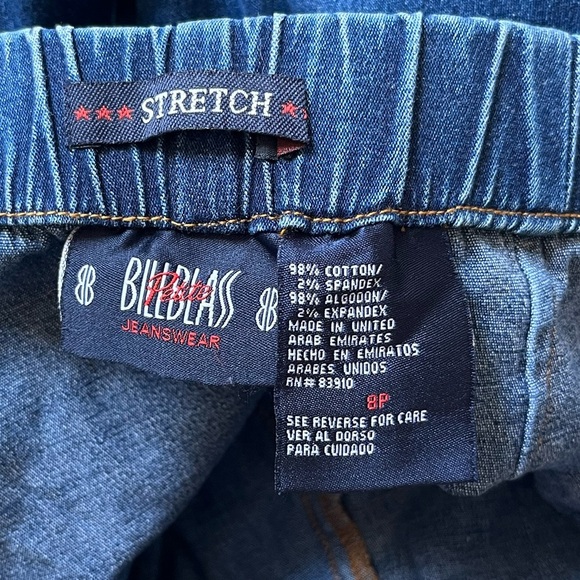 ★★★ STRETCH ★
BB BILLBLASS BB
Petite
JEANSWEAR
98% COTTON/
2% SPANDEX
98% ALGODON/
2% EXPANDEX
MADE IN UNITED
ARAB EMIRATES
HECHO EN EMIRATOS
ARABES UNIDOS
RN# 83910
8P
SEE REVERSE FOR CARE
VER AL DORSO
PARA CUIDADO